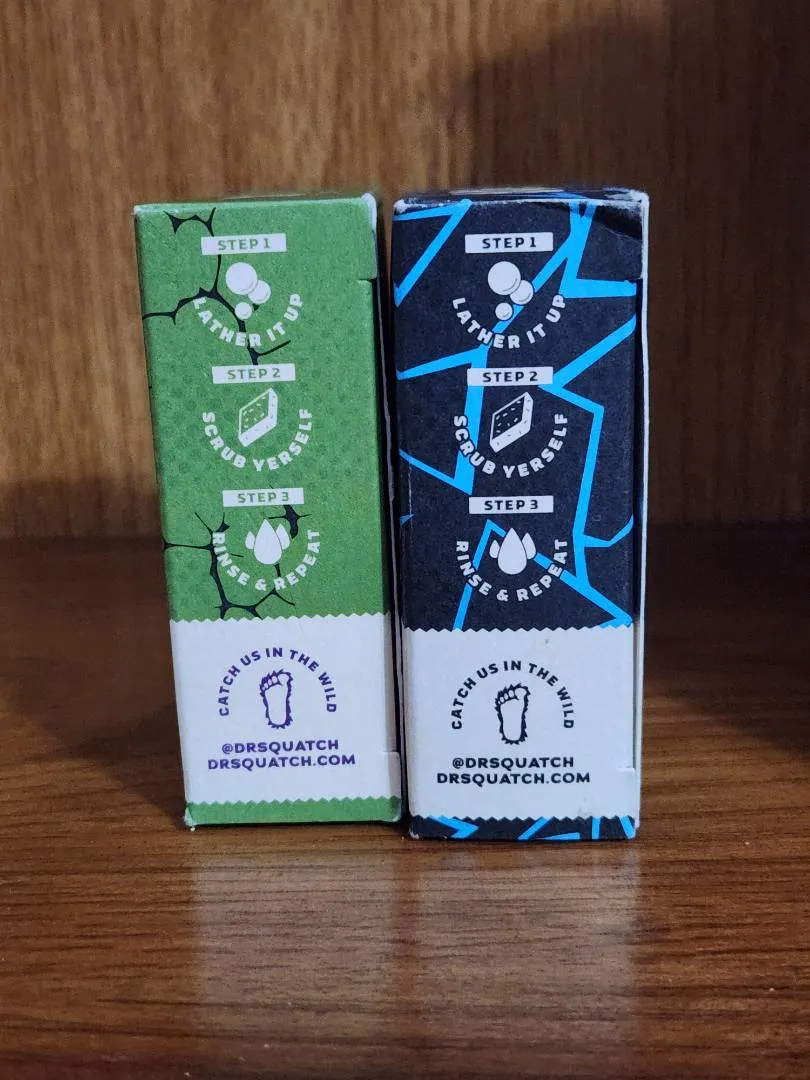 STEP 1
LATHER IT UP
STEP 2
SCRUB YERSELF
STEP 3
RINSE & REPEAT
CATCH US IN THE WILD
@DRSQUATCH
DRSQUATCH.COM
STEP 1
LATHER IT UP
STEP 2
SCRUB YERSELF
STEP 3
RINSE & REPEAT
CATCH US IN THE WILD
@DRSQUATCH
DRSQUATCH.COM